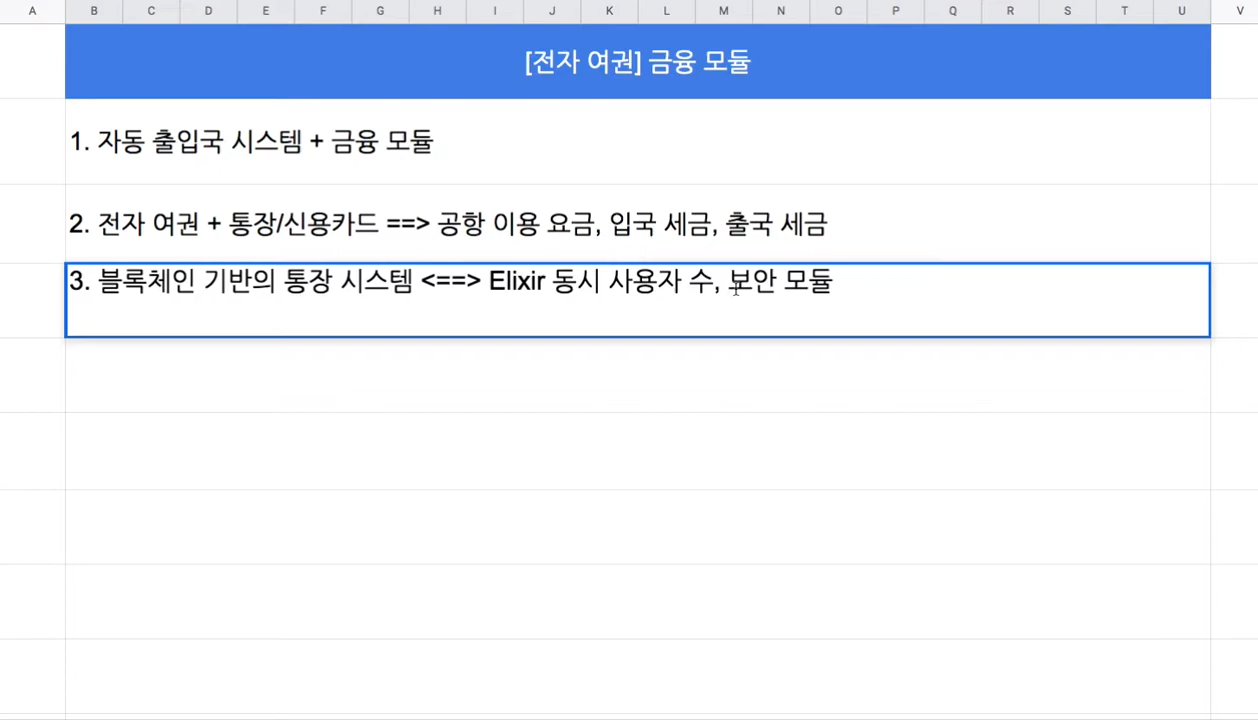 A B C D E F G H I J K L M N O P Q R S T U V
[전자 여권] 금융 모듈
1. 자동 출입국 시스템 + 금융 모듈
2. 전자 여권 + 통장/신용카드 ==> 공항 이용 요금, 입국 세금, 출국 세금
3. 블록체인 기반의 통장 시스템 <==> Elixir 동시 사용자 수, 보안 모듈